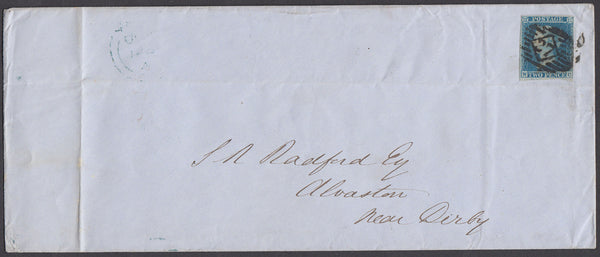 POSTAGE
TWO PENCE
S R Radford Esq
Alvaston
near Derby